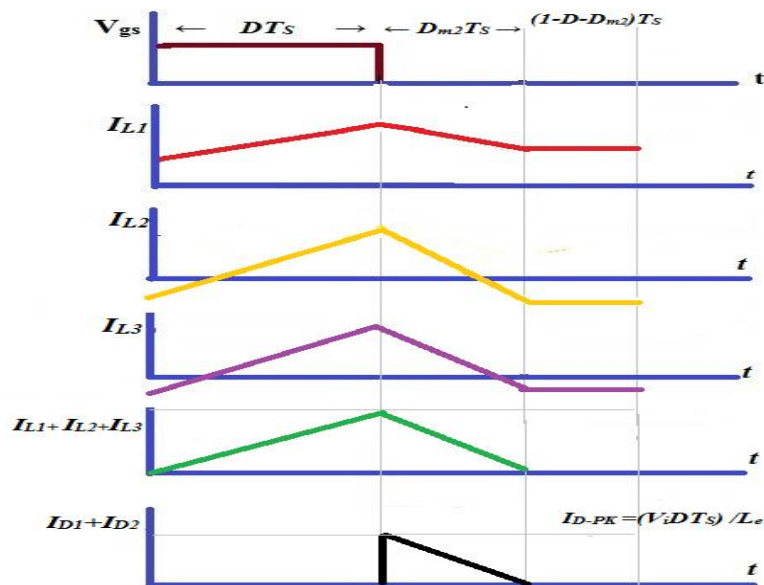 Vgs
← DTs → ← Dm2Ts → (1-D-Dm2)Ts
t
IL1
t
IL2
t
IL3
t
IL1+ IL2+IL3
t
ID1+ID2
ID-PK =(ViDTs) /Le
t